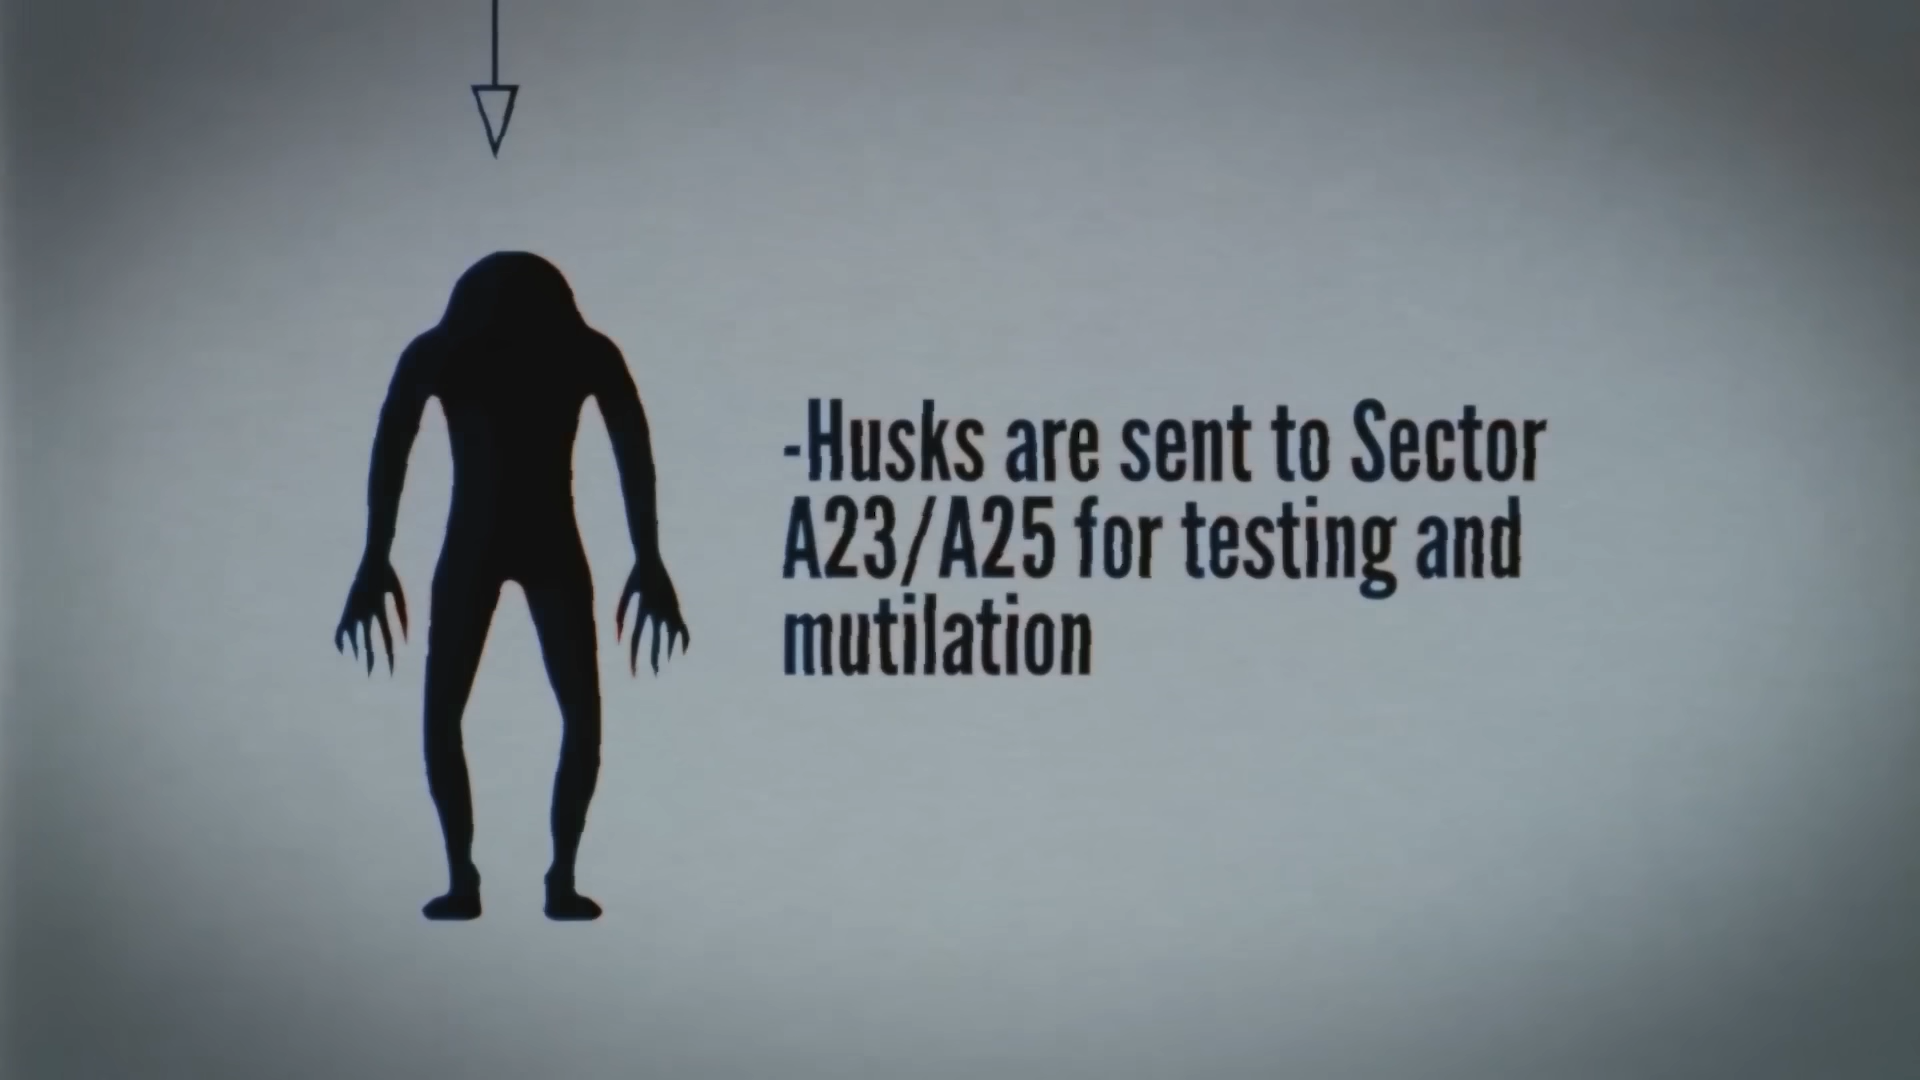 -Husks are sent to Sector
A23/A25 for testing and
mutilation